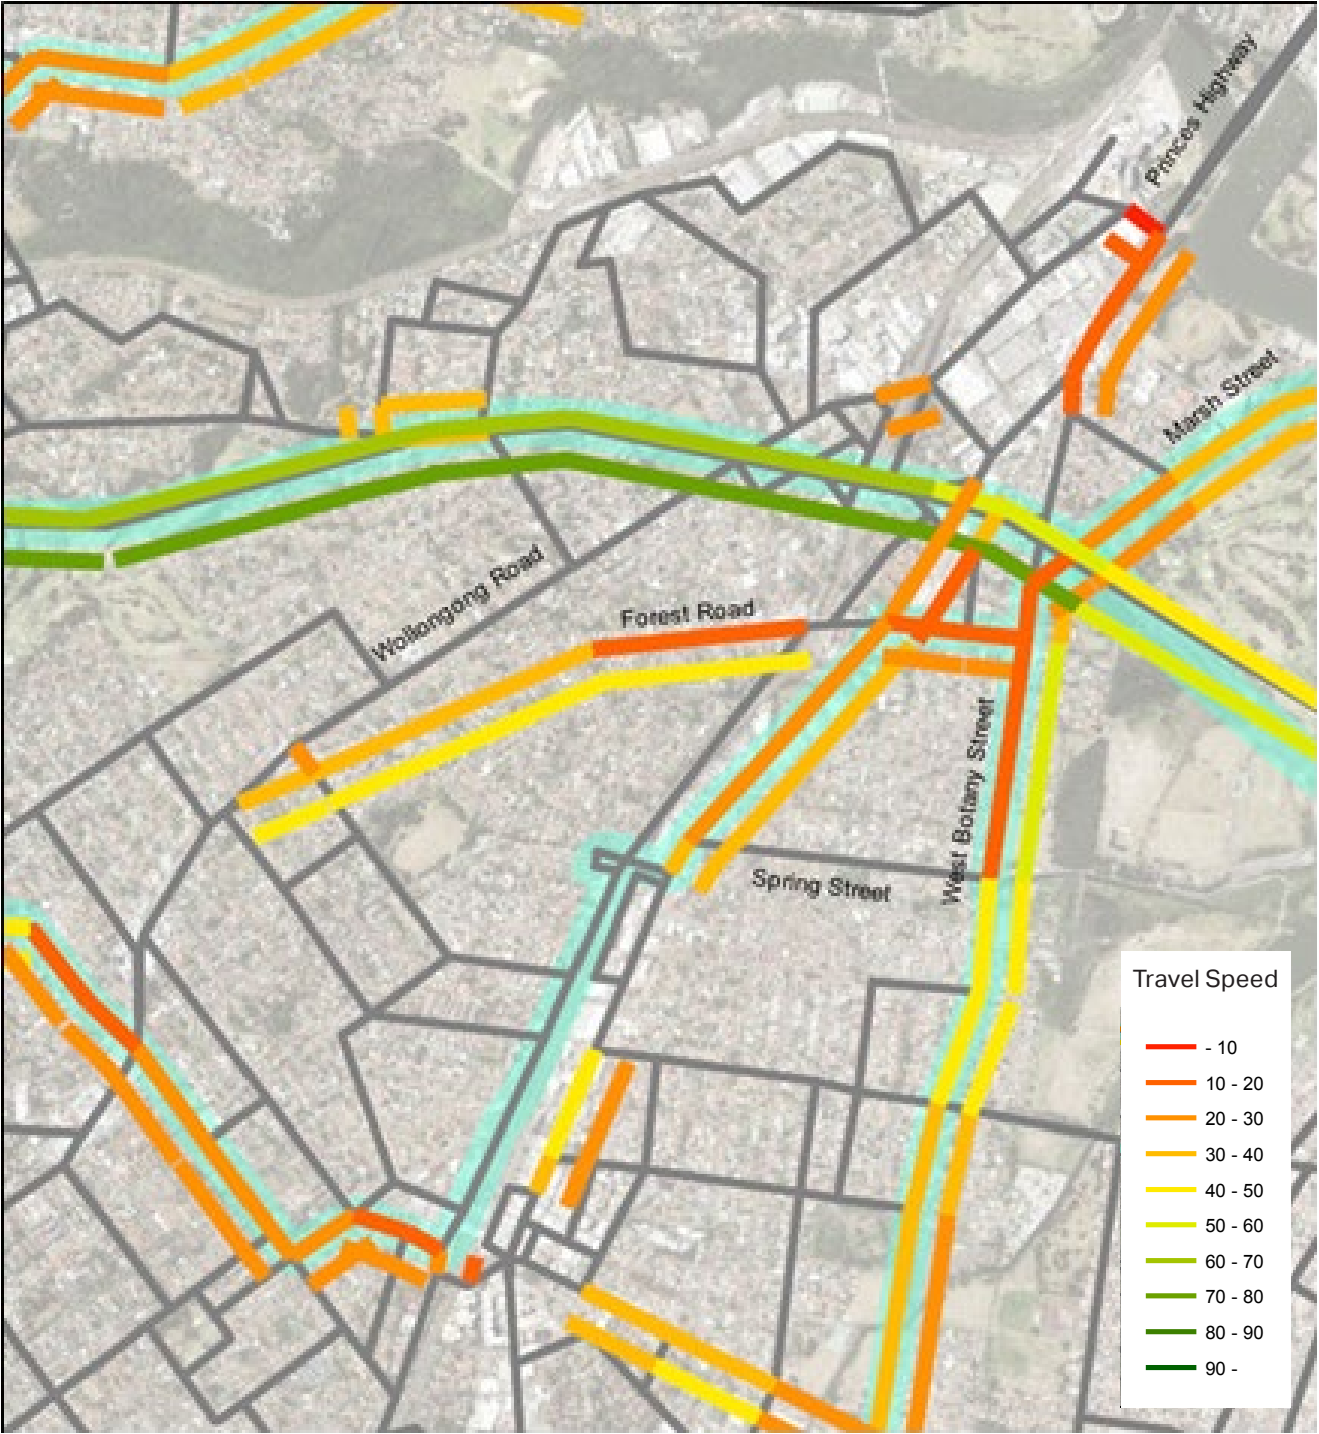 Princes Highway
Marsh Street
Wollongong Road
Forest Road
West Botany Street
Spring Street
Travel Speed
- 10
10 - 20
20 - 30
30 - 40
40 - 50
50 - 60
60 - 70
70 - 80
80 - 90
90 -